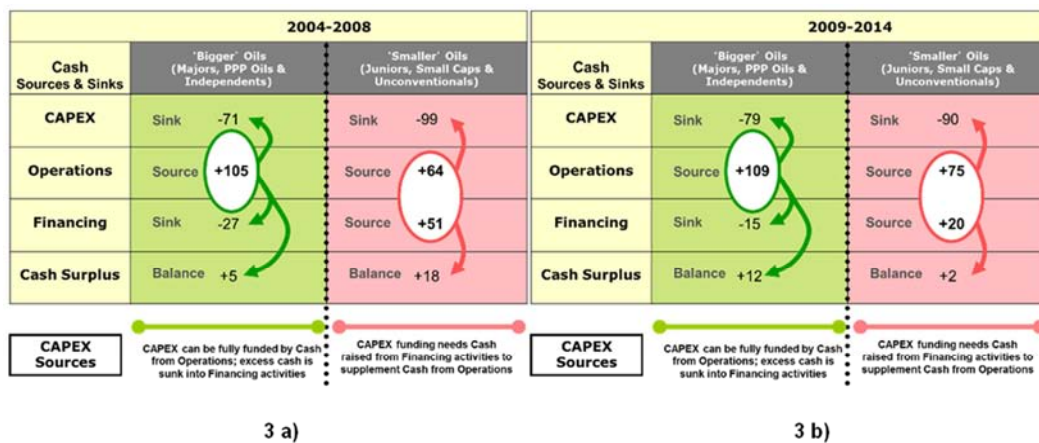 2004-2008
Cash
Sources & Sinks
'Bigger' Oils
(Majors, PPP Oils &
Independents)
'Smaller' Oils
(Juniors, Small Caps &
Unconventionals)
CAPEX
Sink -71
Sink -99
Operations
Source +105
Source +64
Financing
Sink -27
Source +51
Cash Surplus
Balance +5
Balance +18
CAPEX
Sources
CAPEX can be fully funded by Cash
from Operations; excess cash is
sunk into Financing activities
CAPEX funding needs Cash
raised from Financing activities to
supplement Cash from Operations
3 a)
2009-2014
Cash
Sources & Sinks
'Bigger' Oils
(Majors, PPP Oils &
Independents)
'Smaller' Oils
(Juniors, Small Caps &
Unconventionals)
CAPEX
Sink -79
Sink -90
Operations
Source +109
Source +75
Financing
Sink -15
Source +20
Cash Surplus
Balance +12
Balance +2
CAPEX
Sources
CAPEX can be fully funded by Cash
from Operations; excess cash is
sunk into Financing activities
CAPEX funding needs Cash
raised from Financing activities to
supplement Cash from Operations
3 b)